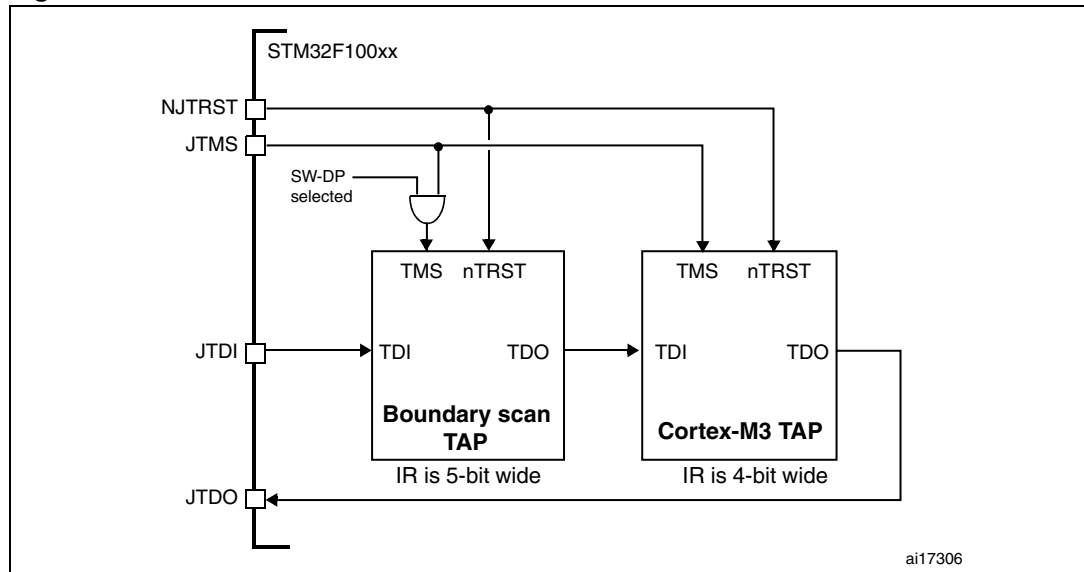 STM32F100xx
NJTRST
JTMS
SW-DP
selected
TMS nTRST
TMS nTRST
JTDI
TDI TDO
TDI TDO
Boundary scan
TAP
Cortex-M3 TAP
IR is 5-bit wide
IR is 4-bit wide
JTDO
ai17306